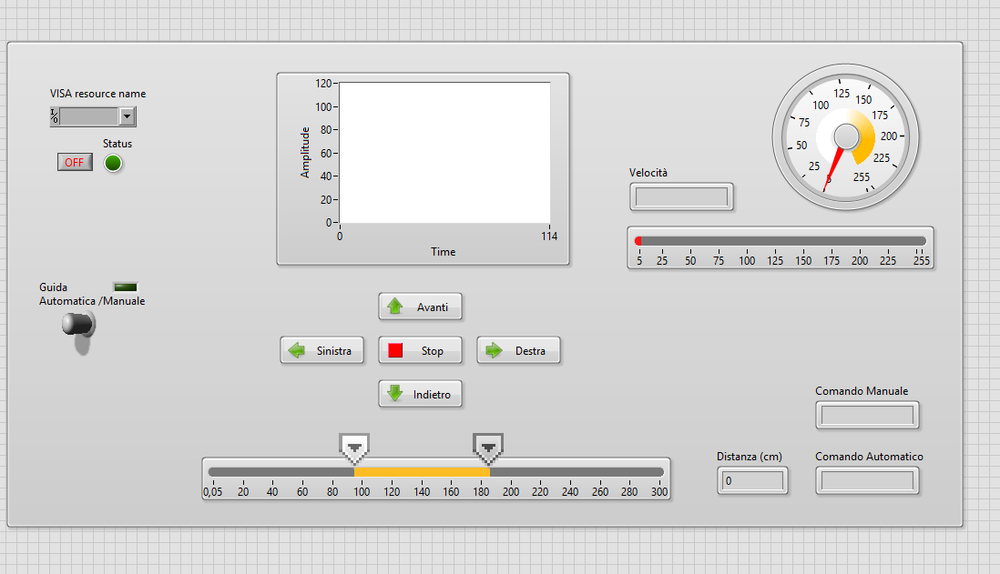 VISA resource name
I/O
OFF
Status
120
100
80
60
40
20
0
Amplitude
0
114
Time
Velocità
5
25
50
75
100
125
150
175
200
225
255
5 25 50 75 100 125 150 175 200 225 255
Guida
Automatica /Manuale
Avanti
Sinistra
Stop
Destra
Indietro
0,05 20 40 60 80 100 120 140 160 180 200 220 240 260 280 300
Comando Manuale
Distanza (cm)
0
Comando Automatico